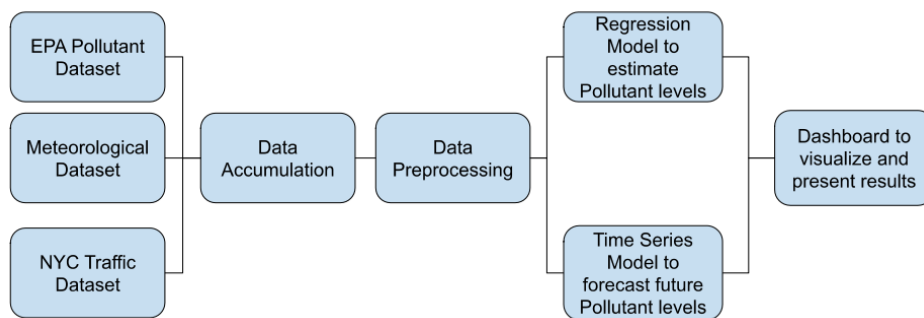 EPA Pollutant
Dataset
Meteorological
Dataset
NYC Traffic
Dataset
Data
Accumulation
Data
Preprocessing
Regression
Model to
estimate
Pollutant levels
Time Series
Model to
forecast future
Pollutant levels
Dashboard to
visualize and
present results